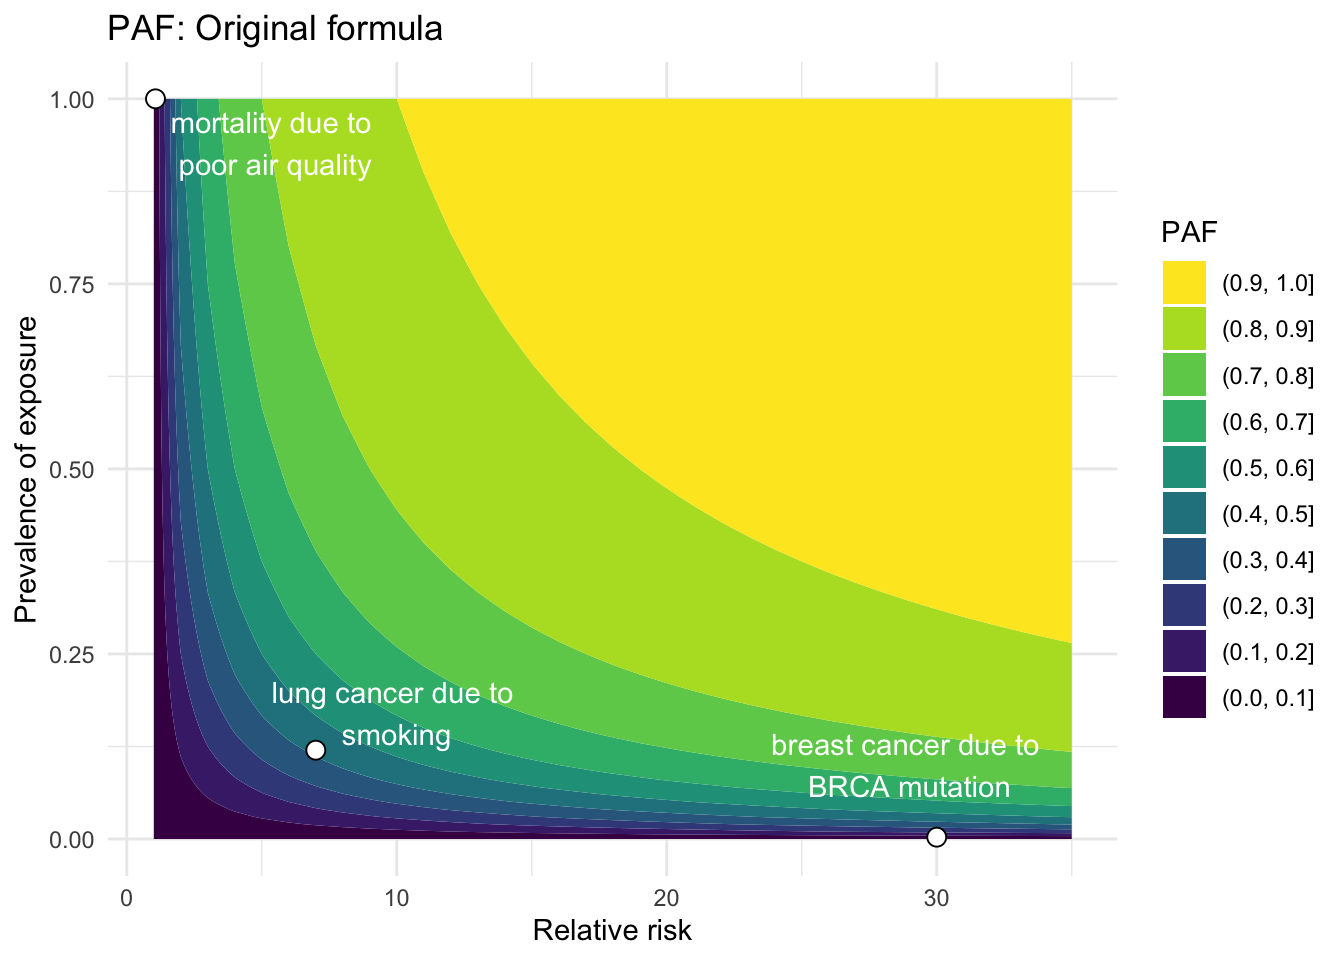 PAF: Original formula
1.00
0.75
0.50
0.25
0.00
Prevalence of exposure
mortality due to
poor air quality
lung cancer due to
smoking
breast cancer due to
BRCA mutation
0
10
20
30
Relative risk
PAF
(0.9, 1.0]
(0.8, 0.9]
(0.7, 0.8]
(0.6, 0.7]
(0.5, 0.6]
(0.4, 0.5]
(0.3, 0.4]
(0.2, 0.3]
(0.1, 0.2]
(0.0, 0.1]